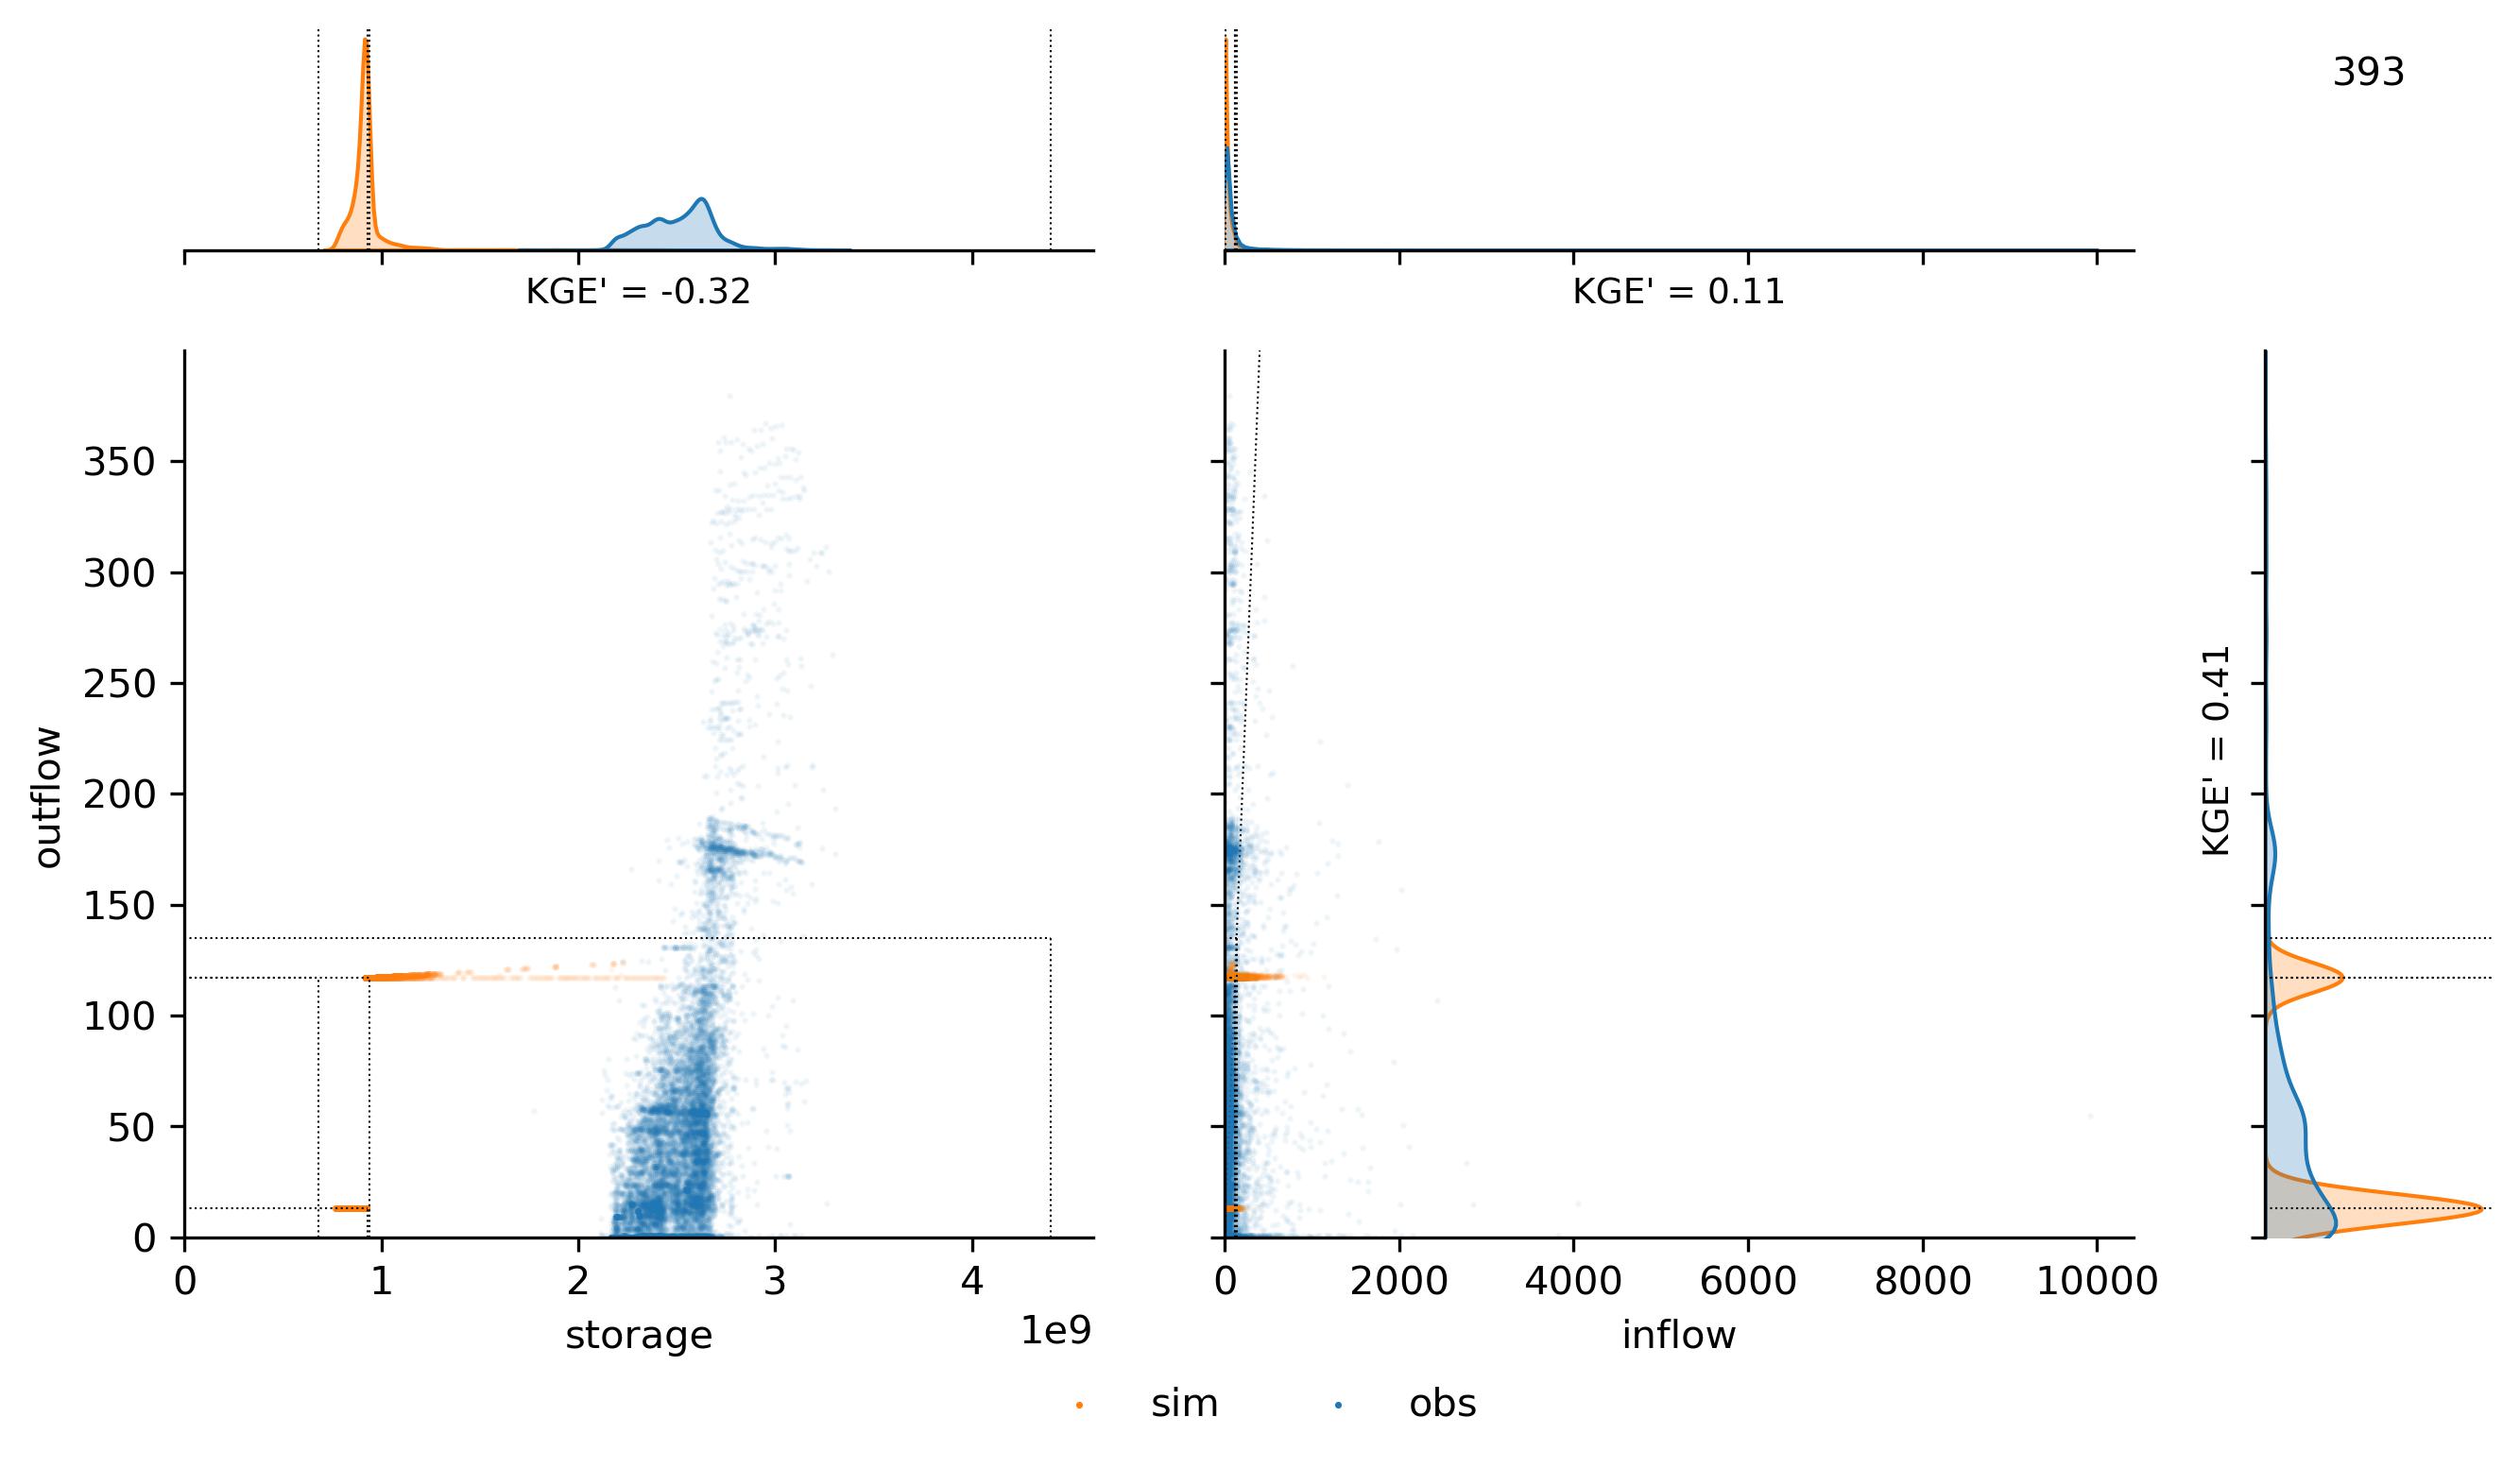 393
KGE' = -0.32
KGE' = 0.11
outflow
350
300
250
200
150
100
50
0
KGE' = 0.41
0 1 2 3 4
1e9
storage
0 2000 4000 6000 8000 10000
inflow
sim obs